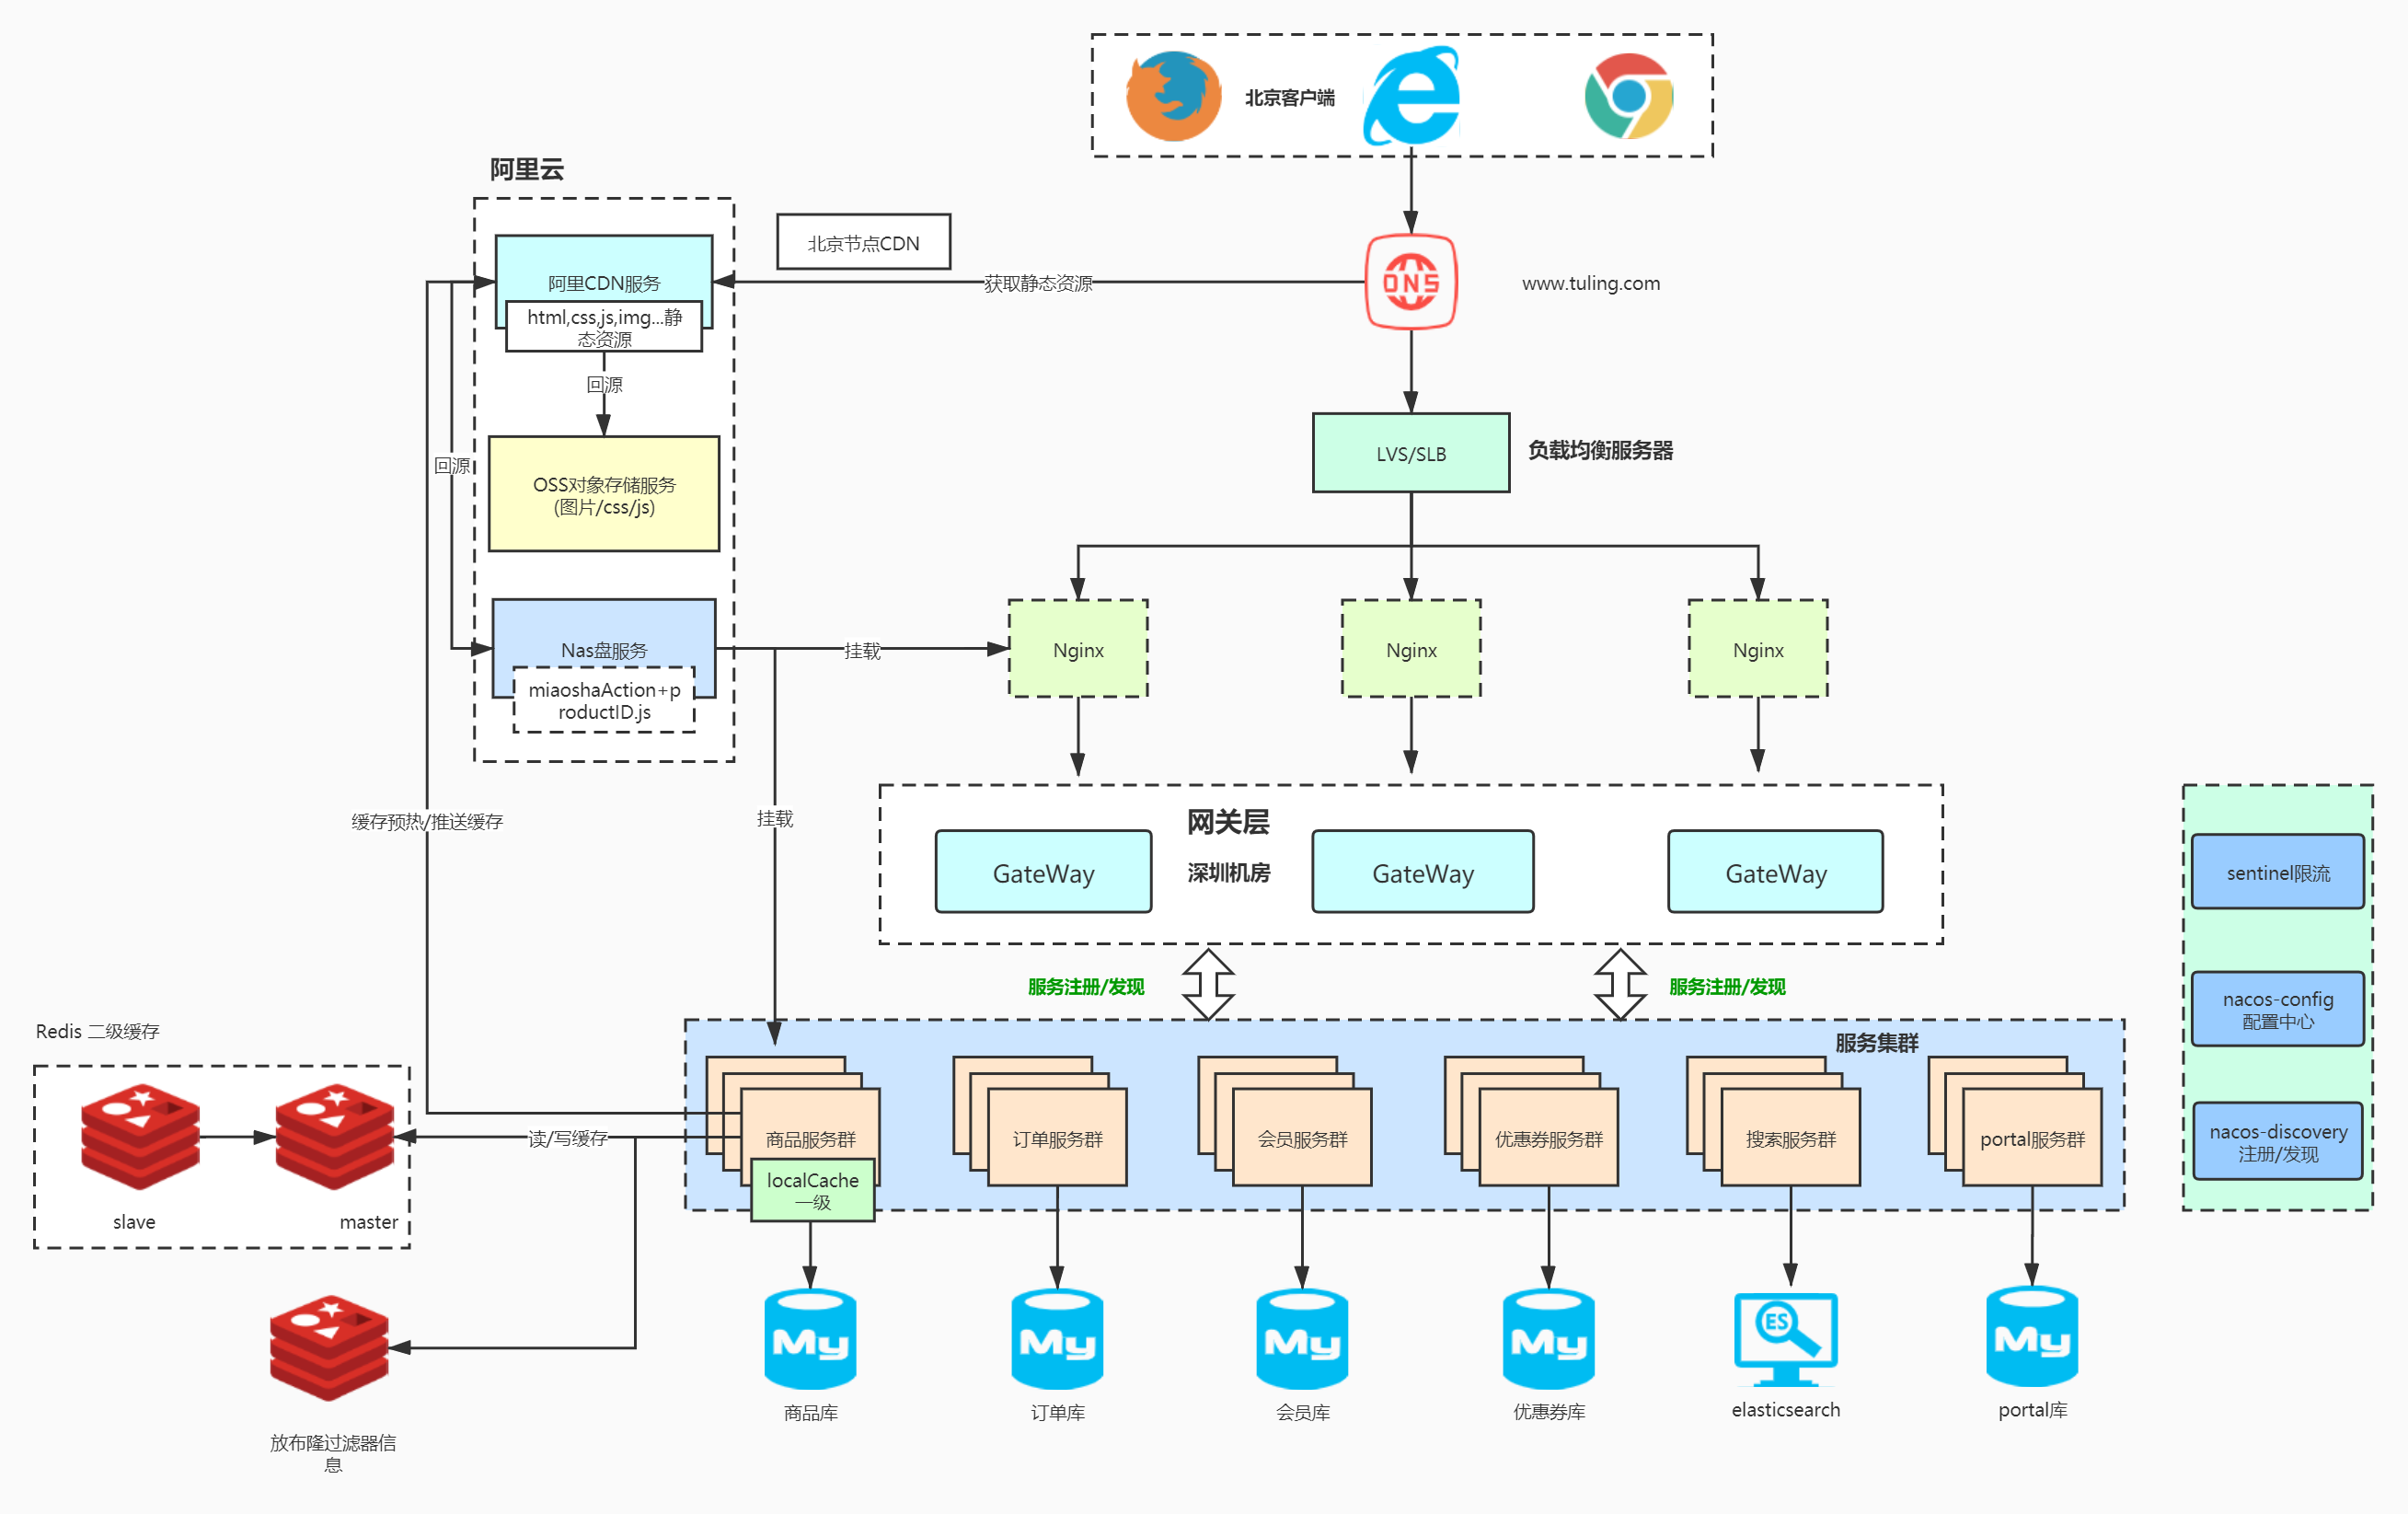 北京客户端
阿里云
北京节点CDN
阿里CDN服务
html,css,js,img...静
态资源
获取静态资源
DNS
www.tuling.com
回源
回源
LVS/SLB
负载均衡服务器
OSS对象存储服务
(图片/css/js)
Nas盘服务
miaoshaAction+p
roductID.js
挂载
Nginx
Nginx
Nginx
缓存预热/推送缓存
挂载
网关层
深圳机房
GateWay
GateWay
GateWay
sentinel限流
nacos-config
配置中心
nacos-discovery
注册/发现
服务注册/发现
服务注册/发现
Redis 二级缓存
服务集群
slave
master
读/写缓存
商品服务群
localCache
一级
订单服务群
会员服务群
优惠券服务群
搜索服务群
portal服务群
My
My
My
My
ES
My
商品库
订单库
会员库
优惠券库
elasticsearch
portal库
放布隆过滤器信
息